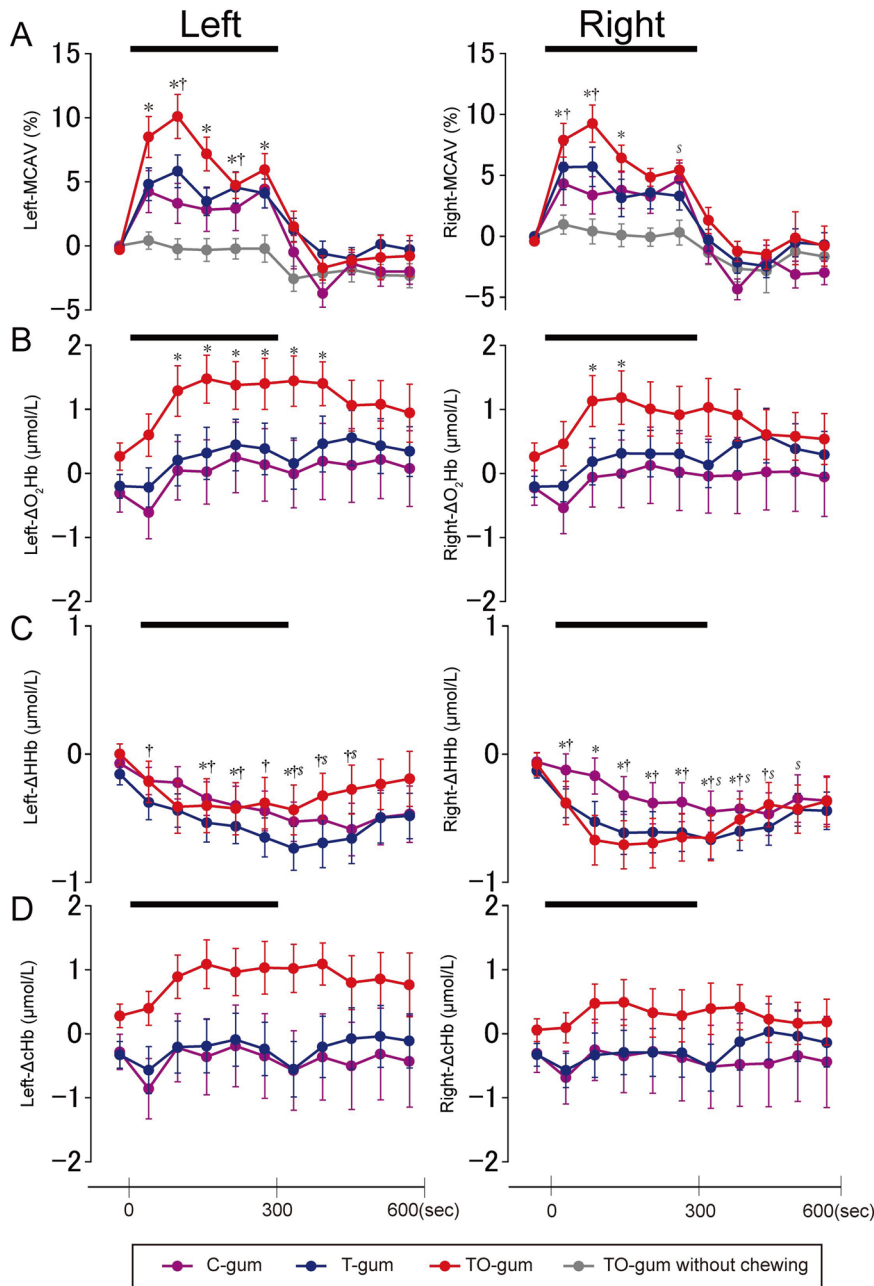 Left Right
A
15 15
Left-MCAV (%) Right-MCAV (%)
*† *†
* *†
10 10
* *
*† s
* 
5 5
0 0
−5 −5
B
2 2
* * * * * * * *
Left-ΔO₂Hb (μmol/L) Right-ΔO₂Hb (μmol/L)
1 1
0 0
−1 −1
−2 −2
C
1 1
Left-ΔHHb (μmol/L) Right-ΔHHb (μmol/L)
0 0
† *† *† † *†s †s †s *† * *† *† *† *†s *†s †s s
−1 −1
D
2 2
Left-ΔcHb (μmol/L) Right-ΔcHb (μmol/L)
1 1
0 0
−1 −1
−2 −2
0 300 600(sec) 0 300 600(sec)
C-gum T-gum TO-gum TO-gum without chewing